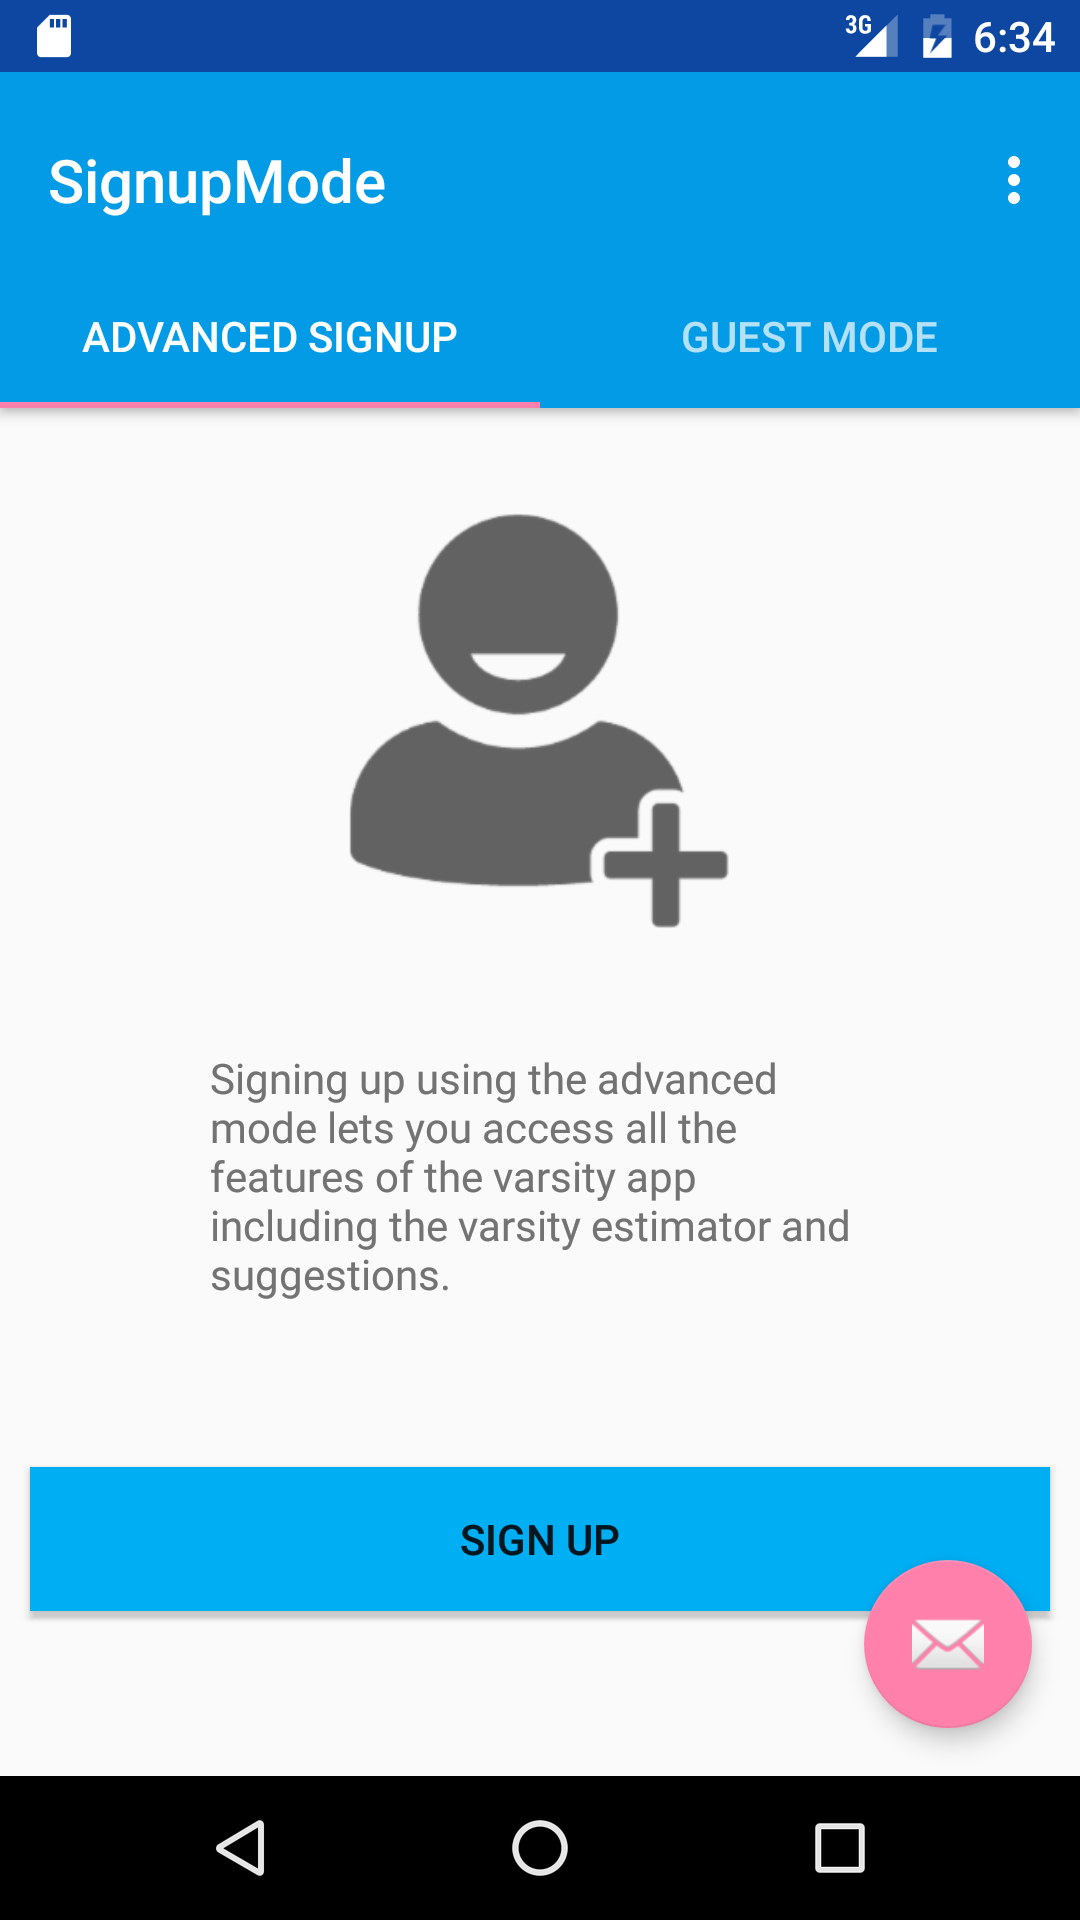 3G 6:34
SignupMode
ADVANCED SIGNUP GUEST MODE
Signing up using the advanced
mode lets you access all the
features of the varsity app
including the varsity estimator and
suggestions.
SIGN UP